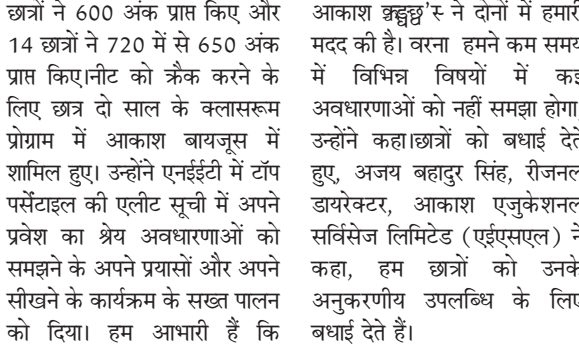 छात्रों ने 600 अंक प्राप्त किए और
14 छात्रों ने 720 में से 650 अंक
प्राप्त किए।नीट को क्रैक करने के
लिए छात्र दो साल के क्लासरूम
प्रोग्राम में आकाश बायजूस में
शामिल हुए। उन्होंने एनईईटी में टॉप
पर्सेंटाइल की एलीट सूची में अपने
प्रवेश का श्रेय अवधारणाओं को
समझने के अपने प्रयासों और अपने
सीखने के कार्यक्रम के सख्त पालन
को दिया। हम आभारी हैं कि
आकाश ने दोनों में हमारी
मदद की है। वरना हमने कम समय
में विभिन्न विषयों में कई
अवधारणाओं को नहीं समझा होगा,
उन्होंने कहा।छात्रों को बधाई देते
हुए, अजय बहादुर सिंह, रीजनल
डायरेक्टर, आकाश एजुकेशनल
सर्विसेज लिमिटेड (एईएसएल) ने
कहा, हम छात्रों को उनके
अनुकरणीय उपलब्धि के लिए
बधाई देते हैं।